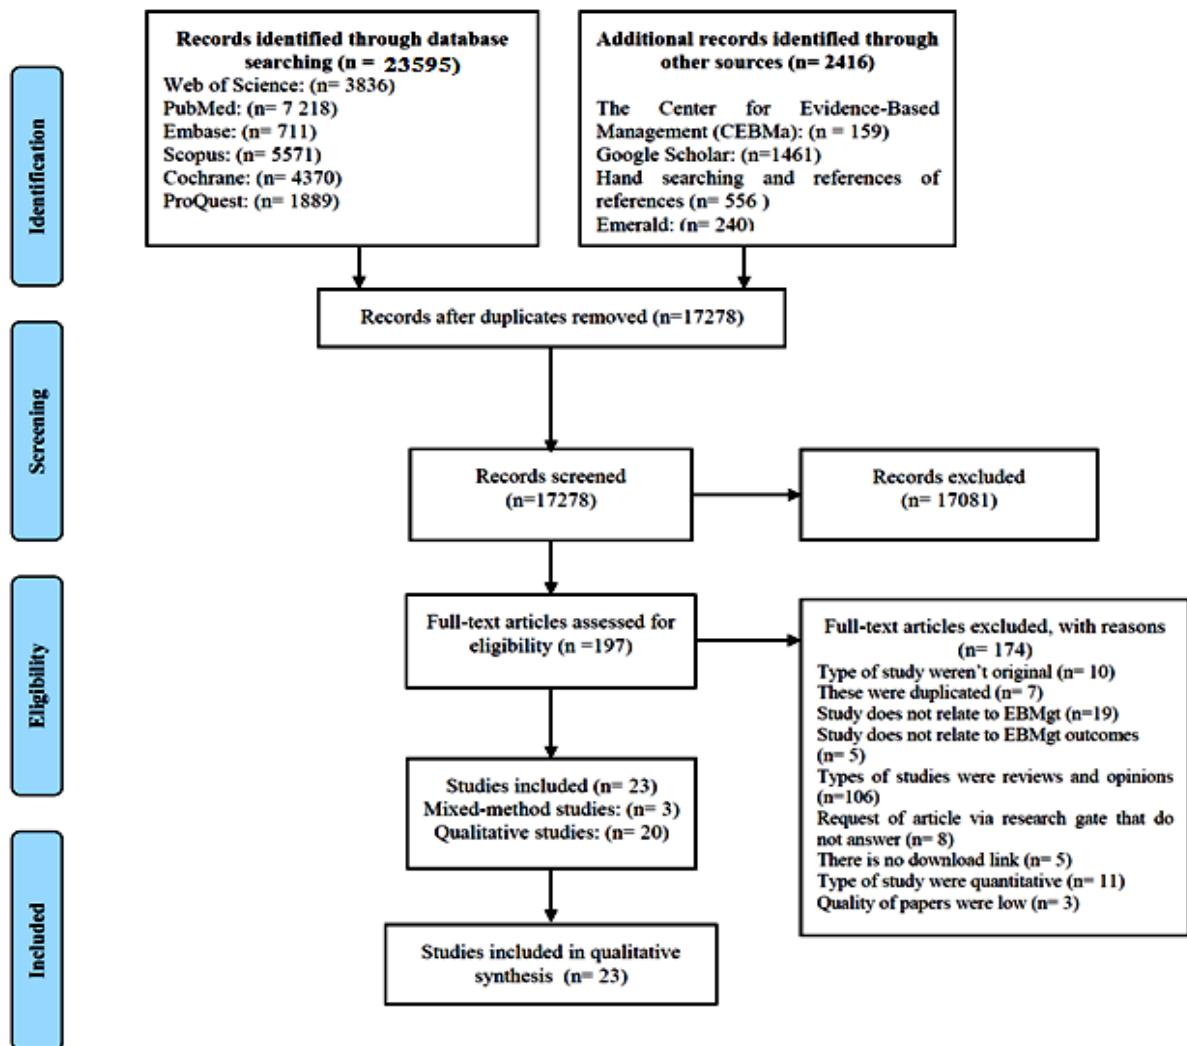 Records identified through database
searching (n = 23595)
Web of Science: (n= 3836)
PubMed: (n= 7 218)
Embase: (n= 711)
Scopus: (n= 5571)
Cochrane: (n= 4370)
ProQuest: (n= 1889)
Additional records identified through
other sources (n= 2416)
The Center for Evidence-Based
Management (CEBMa): (n = 159)
Google Scholar: (n=1461)
Hand searching and references of
references (n= 556 )
Emerald: (n= 240)
Identification
Records after duplicates removed (n=17278)
Screening
Records screened
(n=17278)
Records excluded
(n= 17081)
Eligibility
Full-text articles assessed for
eligibility (n =197)
Full-text articles excluded, with reasons
(n= 174)
Type of study weren’t original (n= 10)
These were duplicated (n= 7)
Study does not relate to EBMgt (n=19)
Study does not relate to EBMgt outcomes
(n= 5)
Types of studies were reviews and opinions
(n=106)
Request of article via research gate that do
not answer (n= 8)
There is no download link (n= 5)
Type of study were quantitative (n= 11)
Quality of papers were low (n= 3)
Studies included (n= 23)
Mixed-method studies: (n= 3)
Qualitative studies: (n= 20)
Included
Studies included in qualitative
synthesis (n= 23)